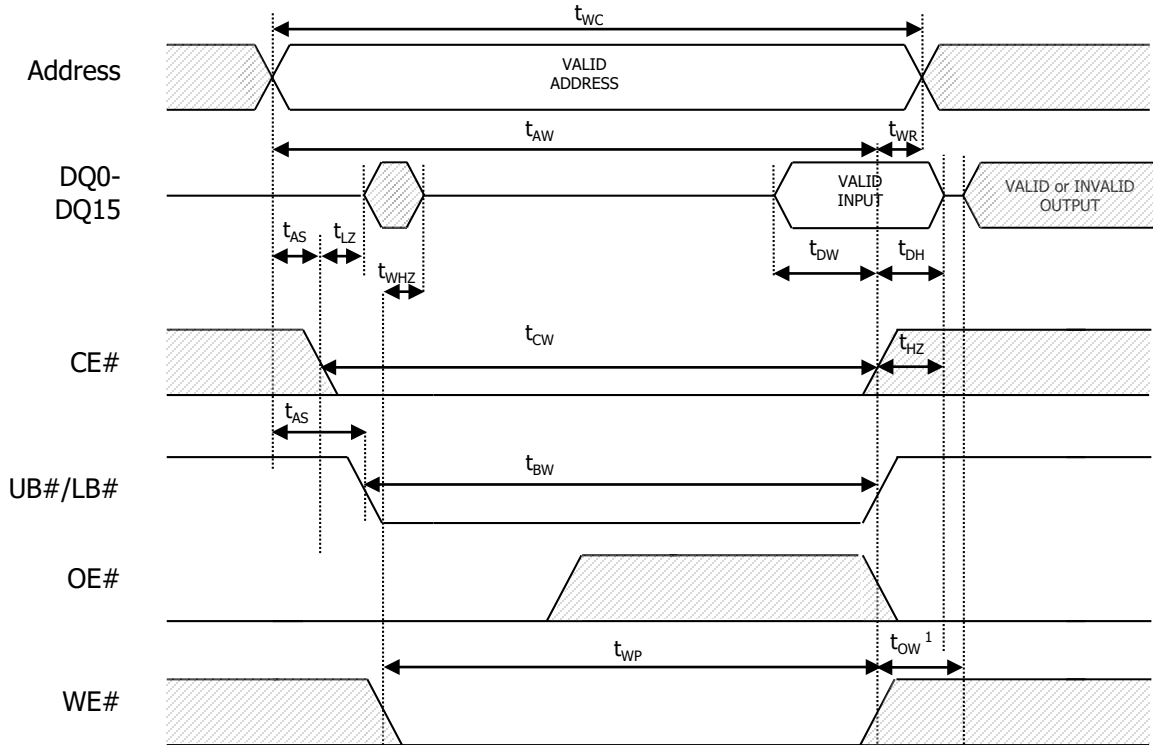 tWC
Address
VALID
ADDRESS
tAW
tWR
DQ0-
DQ15
VALID
INPUT
VALID or INVALID
OUTPUT
tAS
tLZ
tDW
tDH
tWHZ
CE#
tCW
tHZ
tAS
UB#/LB#
tBW
OE#
tWP
tOW 1
WE#